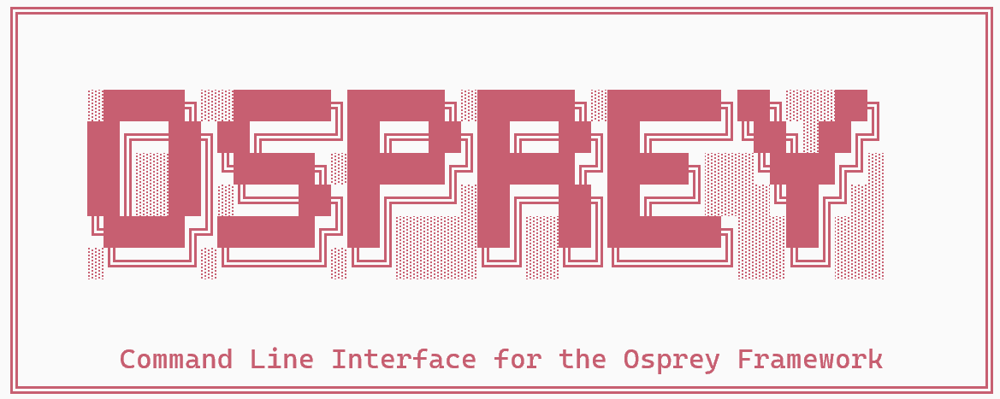 OSPREY
Command Line Interface for the Osprey Framework